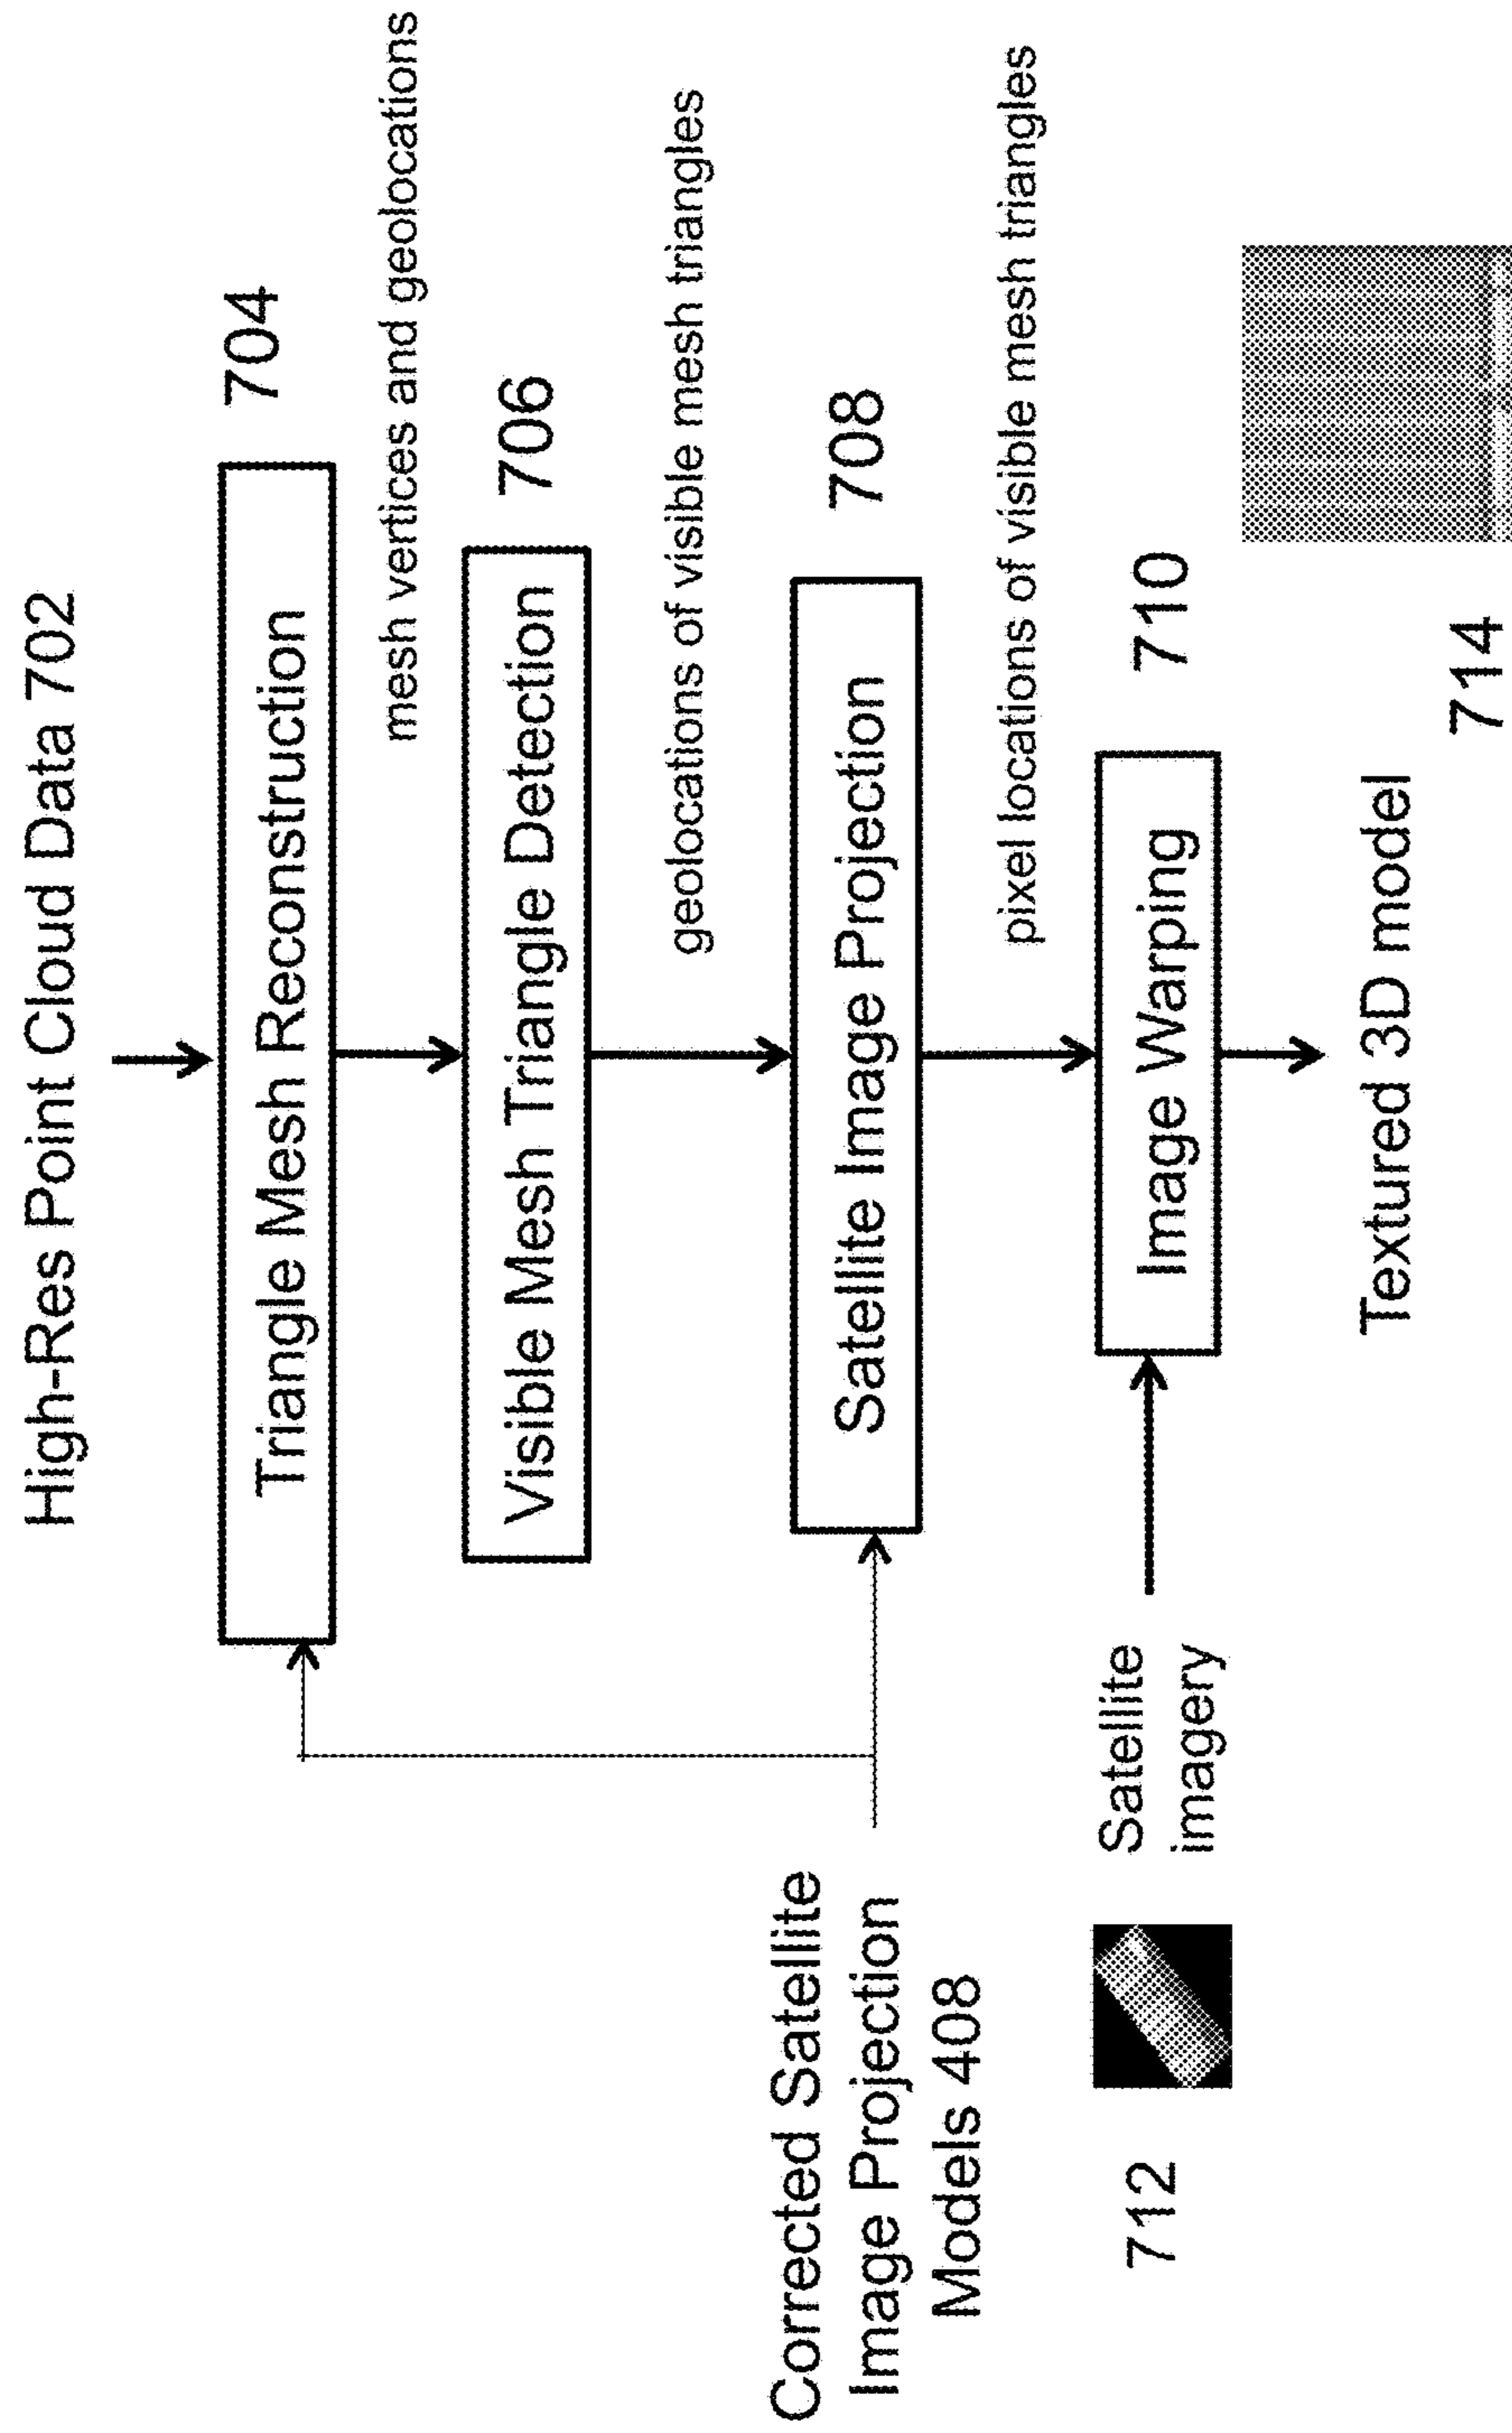 High-Res Point Cloud Data 702
Triangle Mesh Reconstruction
704
mesh vertices and geolocations
Visible Mesh Triangle Detection
706
geolocations of visible mesh triangles
Corrected Satellite
Image Projection
Models 408
Satellite Image Projection
708
pixel locations of visible mesh triangles
712
Satellite
imagery
Image Warping
710
Textured 3D model
714